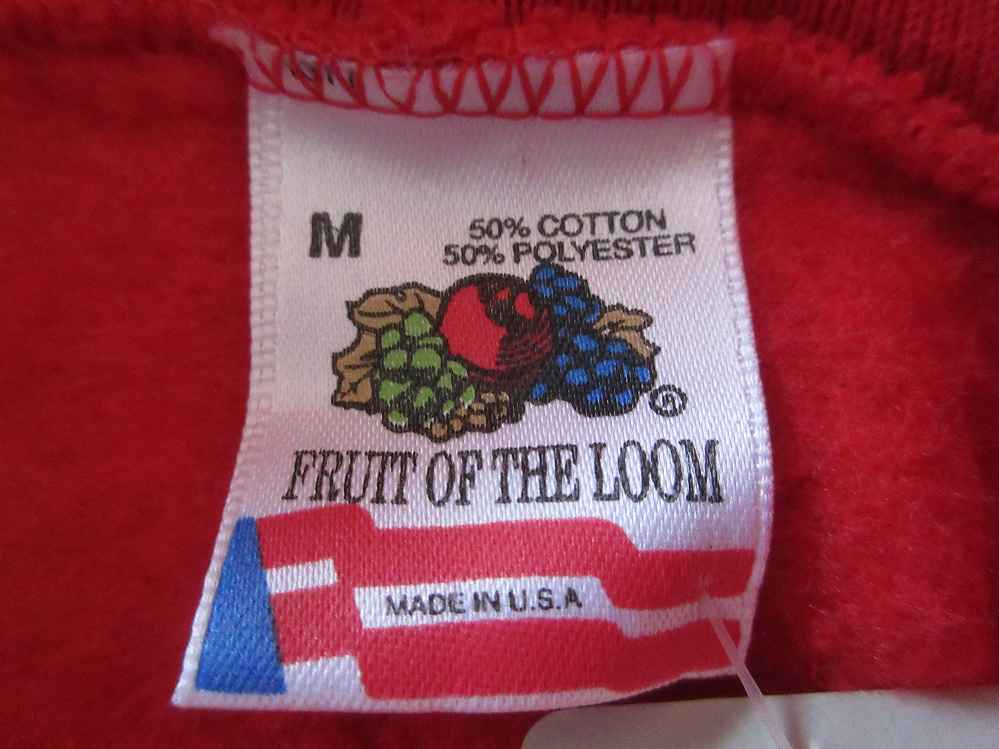 M
50% COTTON
50% POLYESTER
®
FRUIT OF THE LOOM
MADE IN U.S.A